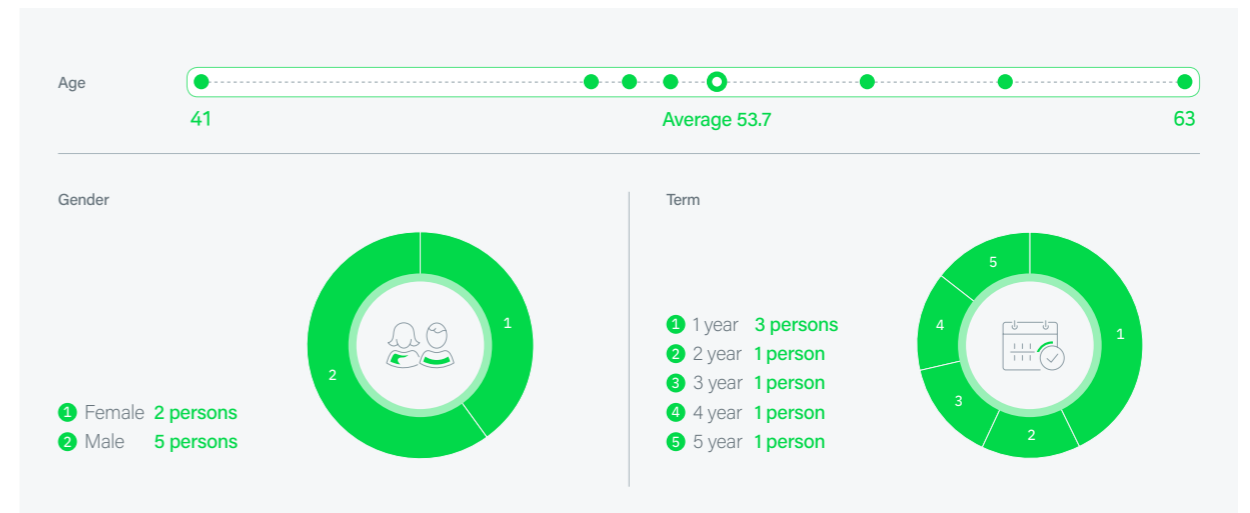 Age
41
Average 53.7
63
Gender
1
2
1 Female 2 persons
2 Male 5 persons
Term
5
4
1
3
2
1 1 year 3 persons
2 2 year 1 person
3 3 year 1 person
4 4 year 1 person
5 5 year 1 person